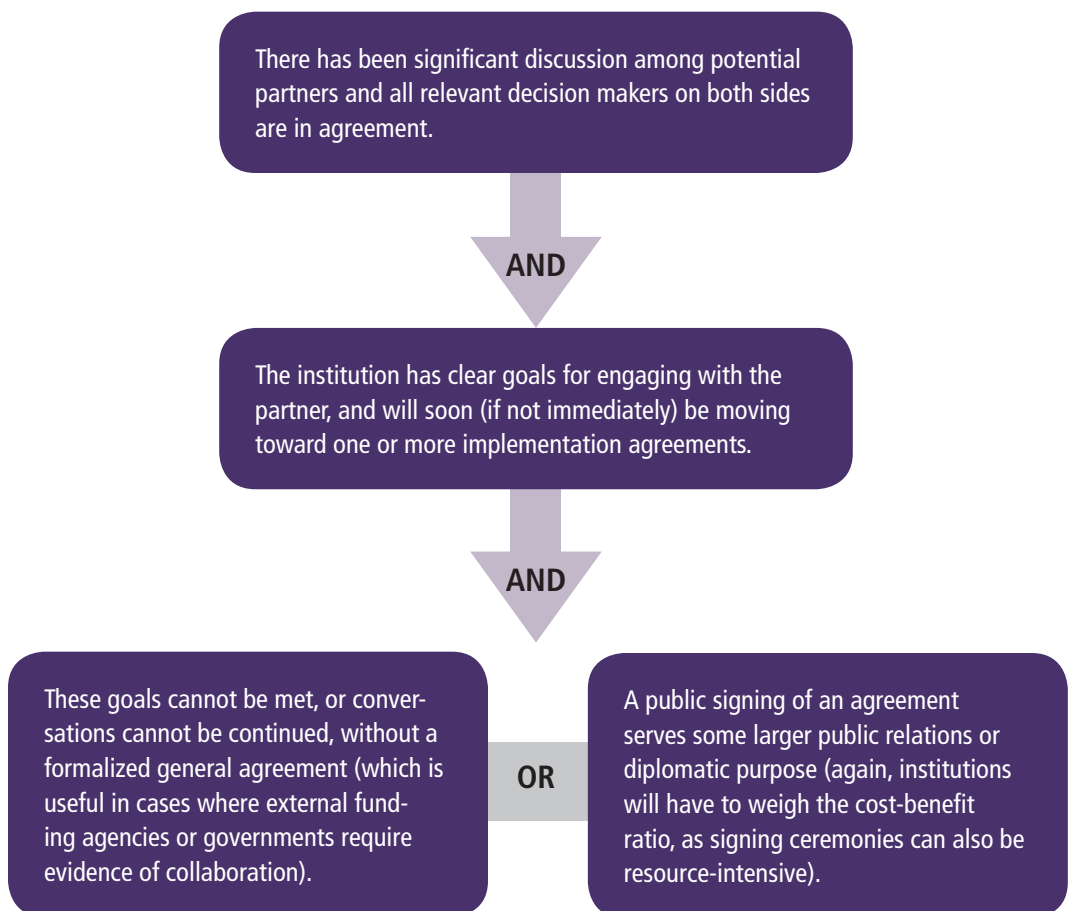 There has been significant discussion among potential
partners and all relevant decision makers on both sides
are in agreement.
AND
The institution has clear goals for engaging with the
partner, and will soon (if not immediately) be moving
toward one or more implementation agreements.
AND
These goals cannot be met, or conver-
sations cannot be continued, without a
formalized general agreement (which is
useful in cases where external fund-
ing agencies or governments require
evidence of collaboration).
OR
A public signing of an agreement
serves some larger public relations or
diplomatic purpose (again, institutions
will have to weigh the cost-benefit
ratio, as signing ceremonies can also be
resource-intensive).